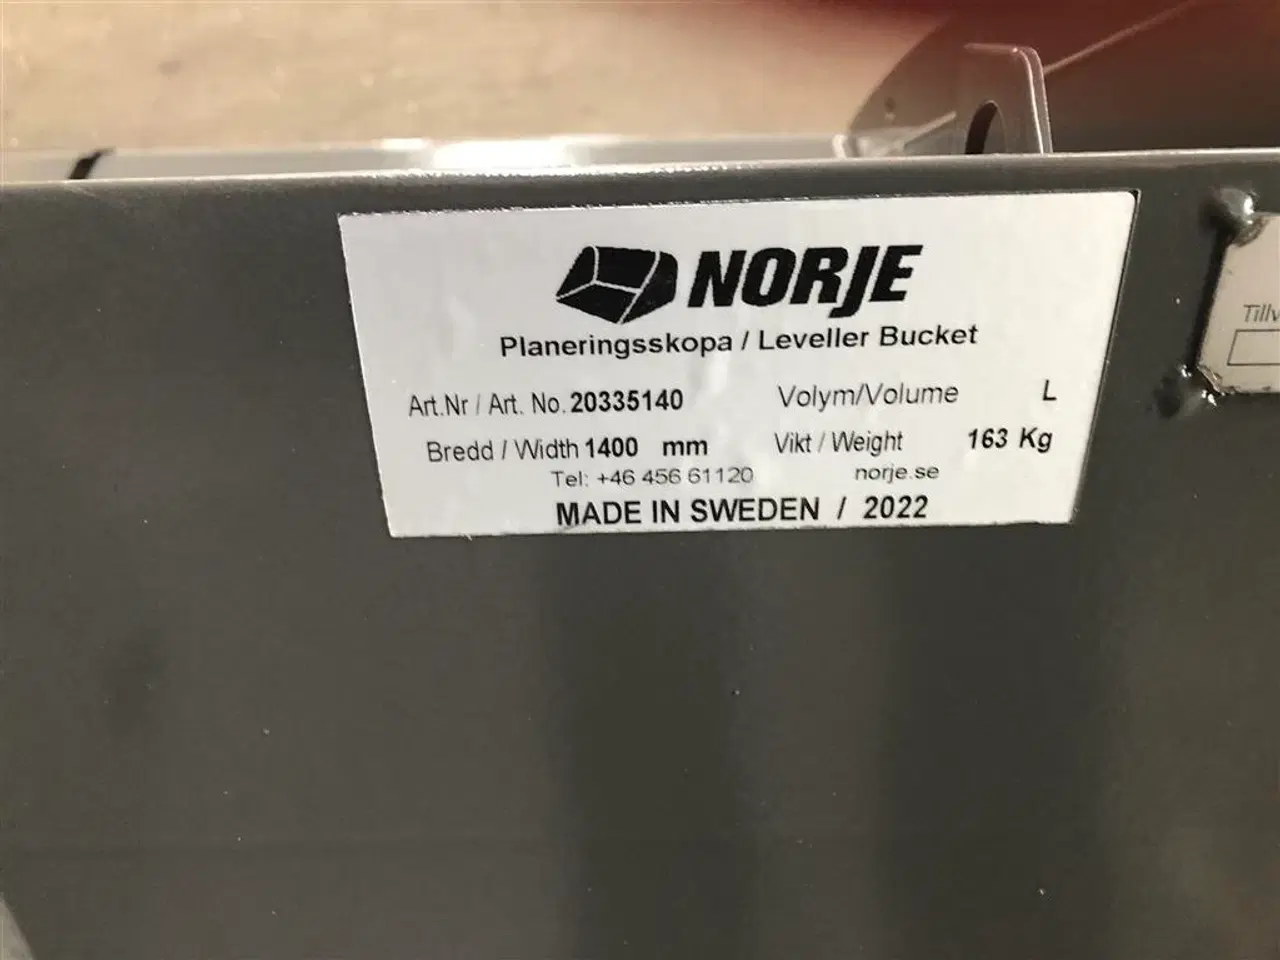 NORJE
Planeringsskopa / Leveller Bucket
Art.Nr / Art. No. 20335140 Volym/Volume L
Bredd / Width 1400 mm Vikt / Weight 163 Kg
Tel: +46 456 61120 norje.se
MADE IN SWEDEN / 2022